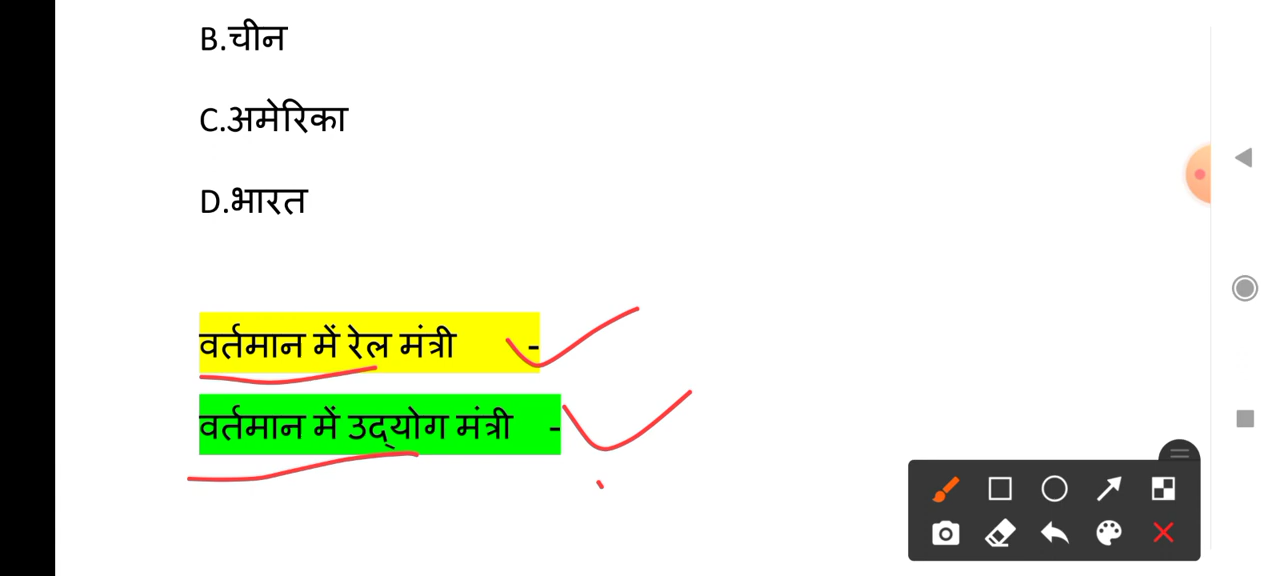 B.चीन
C.अमेरिका
D.भारत
वर्तमान में रेल मंत्री -
वर्तमान में उद्योग मंत्री -